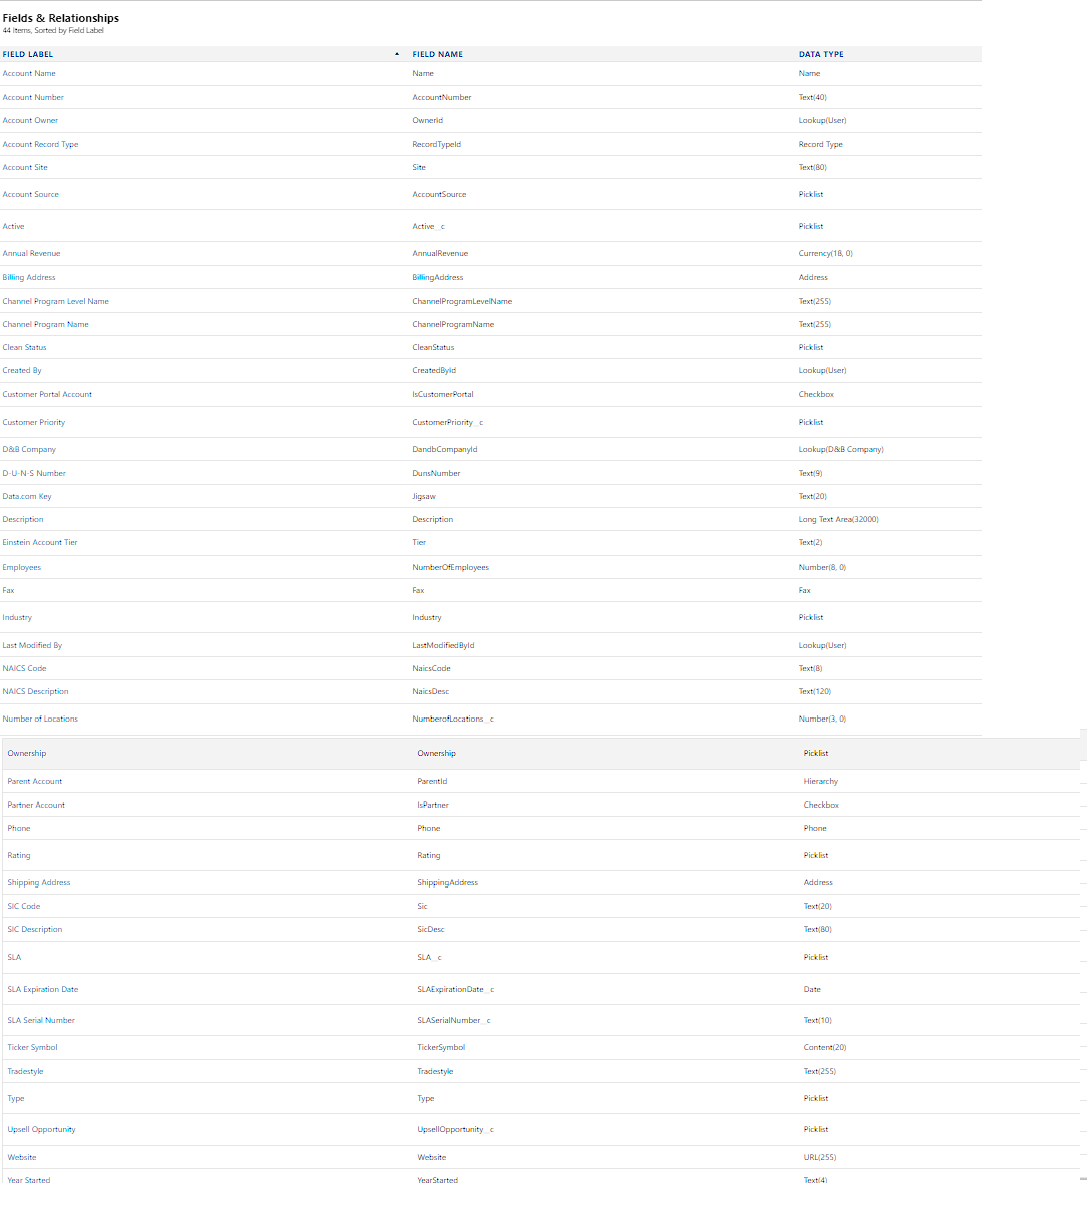 Fields & Relationships
44 Items, Sorted by Field Label
FIELD LABEL FIELD NAME DATA TYPE
Account Name Name Name
Account Number AccountNumber Text(40)
Account Owner OwnerId Lookup(User)
Account Record Type RecordTypeId Record Type
Account Site Site Text(80)
Account Source AccountSource Picklist
Active Active__c Picklist
Annual Revenue AnnualRevenue Currency(18, 0)
Billing Address BillingAddress Address
Channel Program Level Name ChannelProgramLevelName Text(255)
Channel Program Name ChannelProgramName Text(255)
Clean Status CleanStatus Picklist
Created By CreatedById Lookup(User)
Customer Portal Account IsCustomerPortal Checkbox
Customer Priority CustomerPriority__c Picklist
D&B Company DandbCompanyId Lookup(D&B Company)
D-U-N-S Number DunsNumber Text(9)
Data.com Key Jigsaw Text(20)
Description Description Long Text Area(32000)
Einstein Account Tier Tier Text(2)
Employees NumberOfEmployees Number(8, 0)
Fax Fax Fax
Industry Industry Picklist
Last Modified By LastModifiedById Lookup(User)
NAICS Code NaicsCode Text(8)
NAICS Description NaicsDesc Text(120)
Number of Locations NumberofLocations__c Number(3, 0)
Ownership Ownership Picklist
Parent Account ParentId Hierarchy
Partner Account IsPartner Checkbox
Phone Phone Phone
Rating Rating Picklist
Shipping Address ShippingAddress Address
SIC Code Sic Text(20)
SIC Description SicDesc Text(80)
SLA SLA__c Picklist
SLA Expiration Date SLAExpirationDate__c Date
SLA Serial Number SLASerialNumber__c Text(10)
Ticker Symbol TickerSymbol Content(20)
Tradestyle Tradestyle Text(255)
Type Type Picklist
Upsell Opportunity UpsellOpportunity__c Picklist
Website Website URL(255)
Year Started YearStarted Text(4)